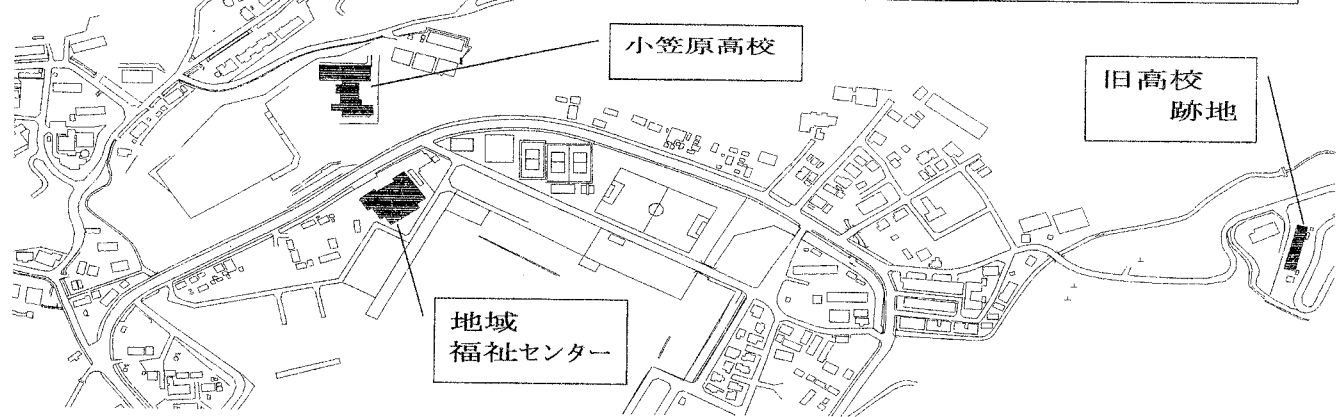 小笠原高校
旧高校
跡地
地域
福祉センター